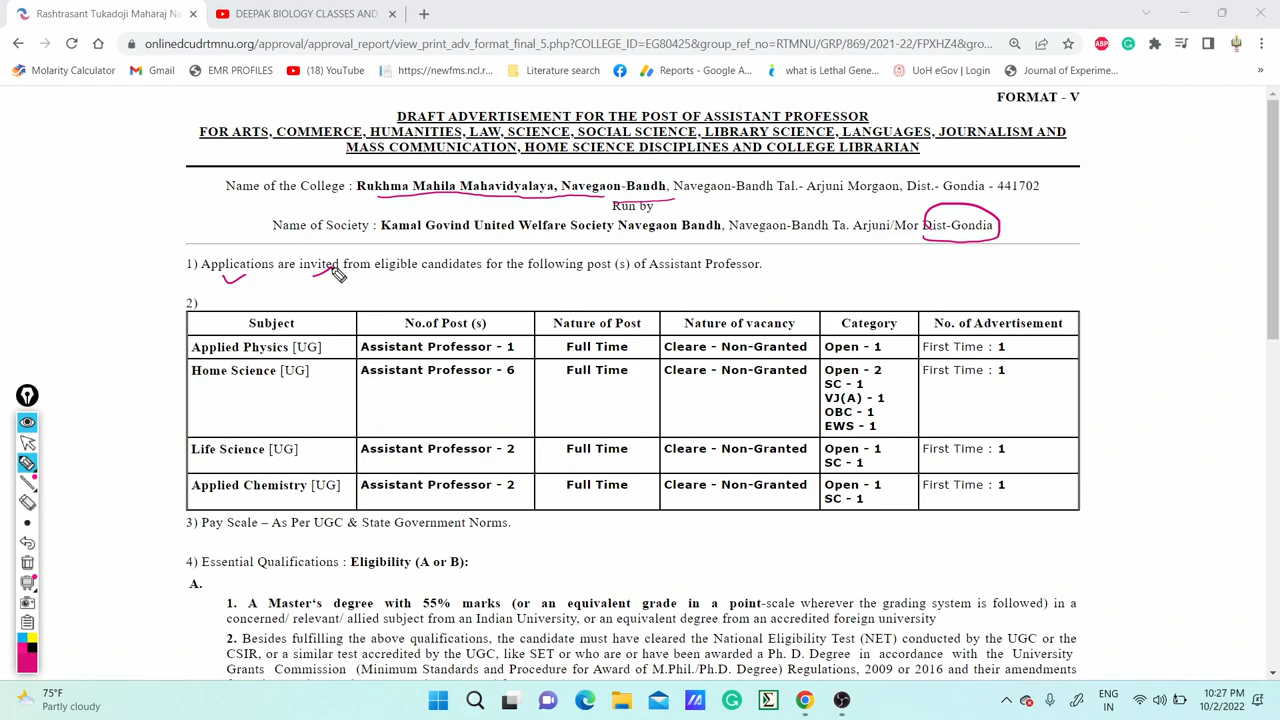 Rashtrasant Tukadoji Maharaj Na
DEEPAK BIOLOGY CLASSES AND
onlinedcudrtmnu.org/approval/approval_report/view_print_adv_format_final_5.php?COLLEGE_ID=EG80425&group_ref_no=RTMNU/GRP/869/2021-22/FPXHZ4&gro...
Molarity Calculator
Gmail
EMR PROFILES
(18) YouTube
https://newfms.ncl.r...
Literature search
Reports - Google A...
what is Lethal Gene...
UoH eGov | Login
Journal of Experime...
»
FORMAT - V
DRAFT ADVERTISEMENT FOR THE POST OF ASSISTANT PROFESSOR
FOR ARTS, COMMERCE, HUMANITIES, LAW, SCIENCE, SOCIAL SCIENCE, LIBRARY SCIENCE, LANGUAGES, JOURNALISM AND
MASS COMMUNICATION, HOME SCIENCE DISCIPLINES AND COLLEGE LIBRARIAN
Name of the College : Rukhma Mahila Mahavidyalaya, Navegaon-Bandh, Navegaon-Bandh Tal.- Arjuni Morgaon, Dist.- Gondia - 441702
Run by
Name of Society : Kamal Govind United Welfare Society Navegaon Bandh, Navegaon-Bandh Ta. Arjuni/Mor Dist-Gondia
1) Applications are invited from eligible candidates for the following post (s) of Assistant Professor.
2)
Subject No.of Post (s) Nature of Post Nature of vacancy Category No. of Advertisement
Applied Physics [UG] Assistant Professor - 1 Full Time Cleare - Non-Granted Open - 1 First Time : 1
Home Science [UG] Assistant Professor - 6 Full Time Cleare - Non-Granted Open - 2 First Time : 1
SC - 1
VJ(A) - 1
OBC - 1
EWS - 1
Life Science [UG] Assistant Professor - 2 Full Time Cleare - Non-Granted Open - 1 First Time : 1
SC - 1
Applied Chemistry [UG] Assistant Professor - 2 Full Time Cleare - Non-Granted Open - 1 First Time : 1
SC - 1
3) Pay Scale – As Per UGC & State Government Norms.
4) Essential Qualifications : Eligibility (A or B):
A.
1. A Master‘s degree with 55% marks (or an equivalent grade in a point-scale wherever the grading system is followed) in a
concerned/ relevant/ allied subject from an Indian University, or an equivalent degree from an accredited foreign university
2. Besides fulfilling the above qualifications, the candidate must have cleared the National Eligibility Test (NET) conducted by the UGC or the
CSIR, or a similar test accredited by the UGC, like SET or who are or have been awarded a Ph. D. Degree in accordance with the University
Grants Commission (Minimum Standards and Procedure for Award of M.Phil./Ph.D. Degree) Regulations, 2009 or 2016 and their amendments
75°F
Partly cloudy
ENG
IN
10:27 PM
10/2/2022